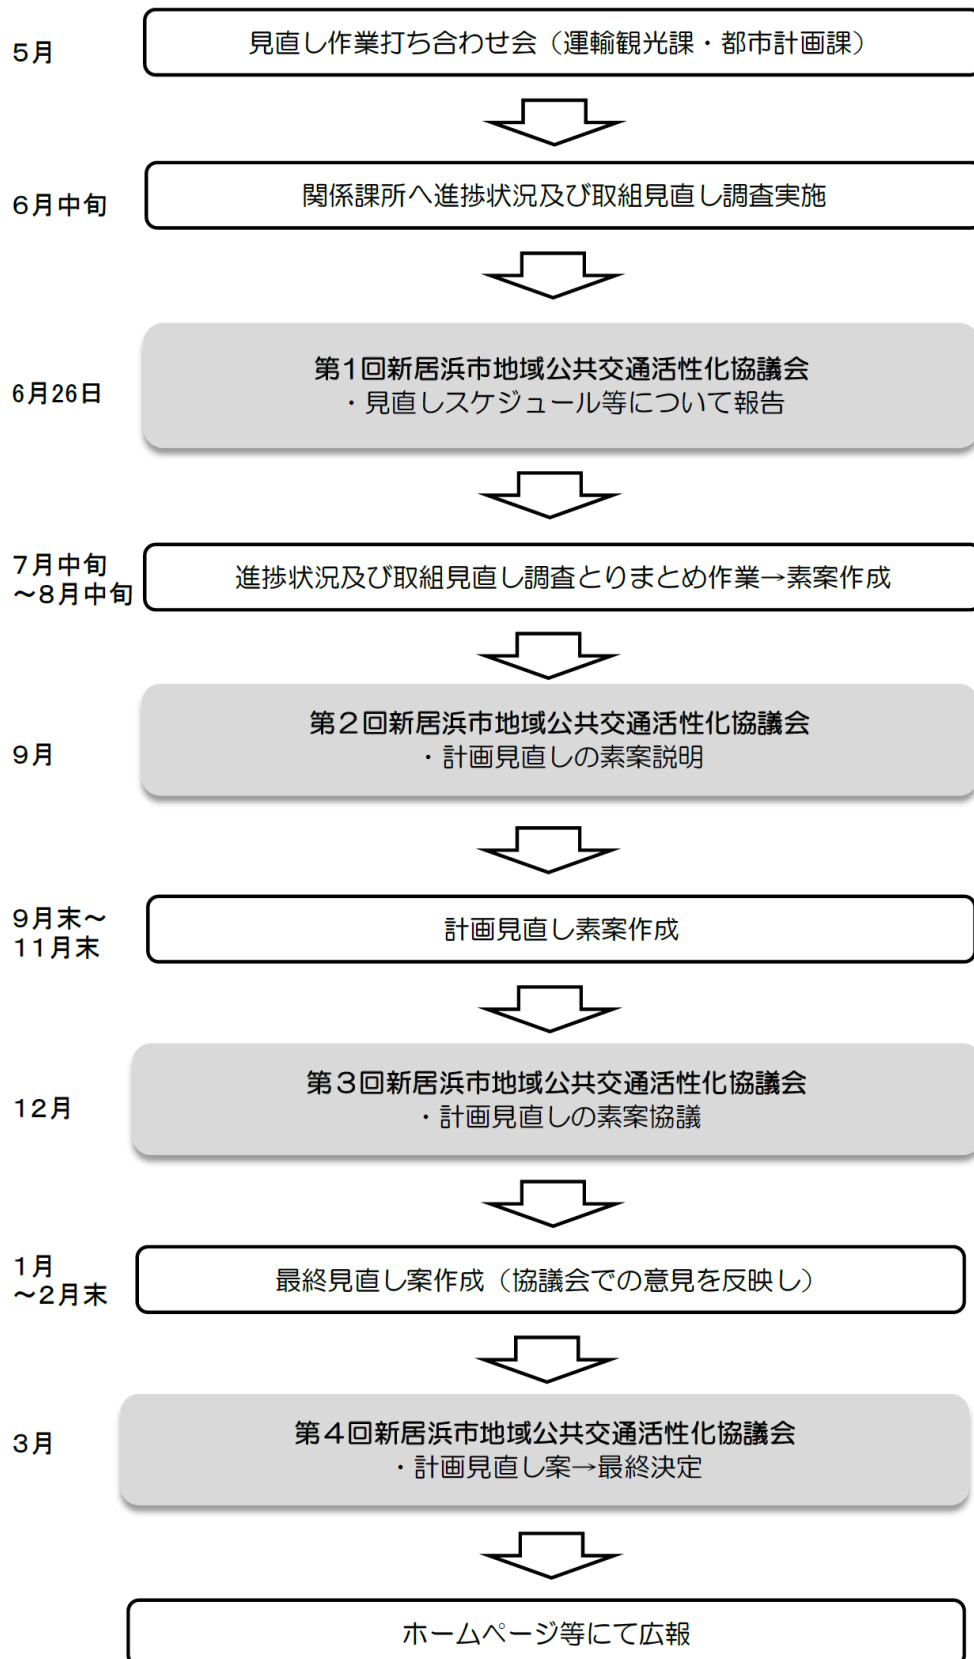 5月
見直し作業打ち合わせ会（運輸観光課・都市計画課）
6月中旬
関係課所へ進捗状況及び取組見直し調査実施
6月26日
第1回新居浜市地域公共交通活性化協議会
・見直しスケジュール等について報告
7月中旬
～8月中旬
進捗状況及び取組見直し調査とりまとめ作業→素案作成
9月
第2回新居浜市地域公共交通活性化協議会
・計画見直しの素案説明
9月末～
11月末
計画見直し素案作成
12月
第3回新居浜市地域公共交通活性化協議会
・計画見直しの素案協議
1月
～2月末
最終見直し案作成（協議会での意見を反映し）
3月
第4回新居浜市地域公共交通活性化協議会
・計画見直し案→最終決定
ホームページ等にて広報